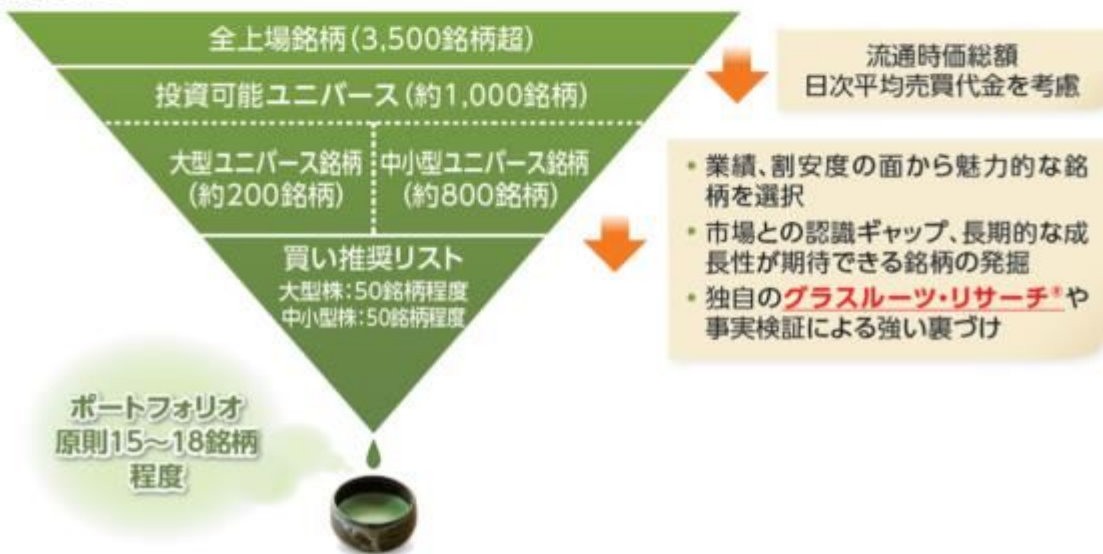 全上場銘柄(3,500銘柄超)
投資可能ユニバース(約1,000銘柄)
大型ユニバース銘柄
(約200銘柄)
中小型ユニバース銘柄
(約800銘柄)
買い推奨リスト
大型株:50銘柄程度
中小型株:50銘柄程度
ポートフォリオ
原則15〜18銘柄
程度
流通時価総額
日次平均売買代金を考慮
• 業績、割安度の面から魅力的な銘
柄を選択
• 市場との認識ギャップ、長期的な成
長性が期待できる銘柄の発掘
• 独自のグラスルーツ・リサーチ®や
事実検証による強い裏づけ